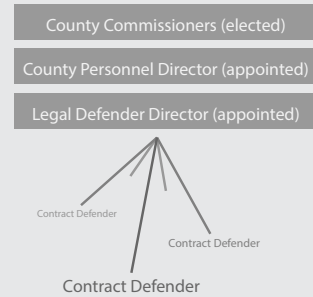 County Commissioners (elected)
County Personnel Director (appointed)
Legal Defender Director (appointed)
Contract Defender
Contract Defender
Contract Defender